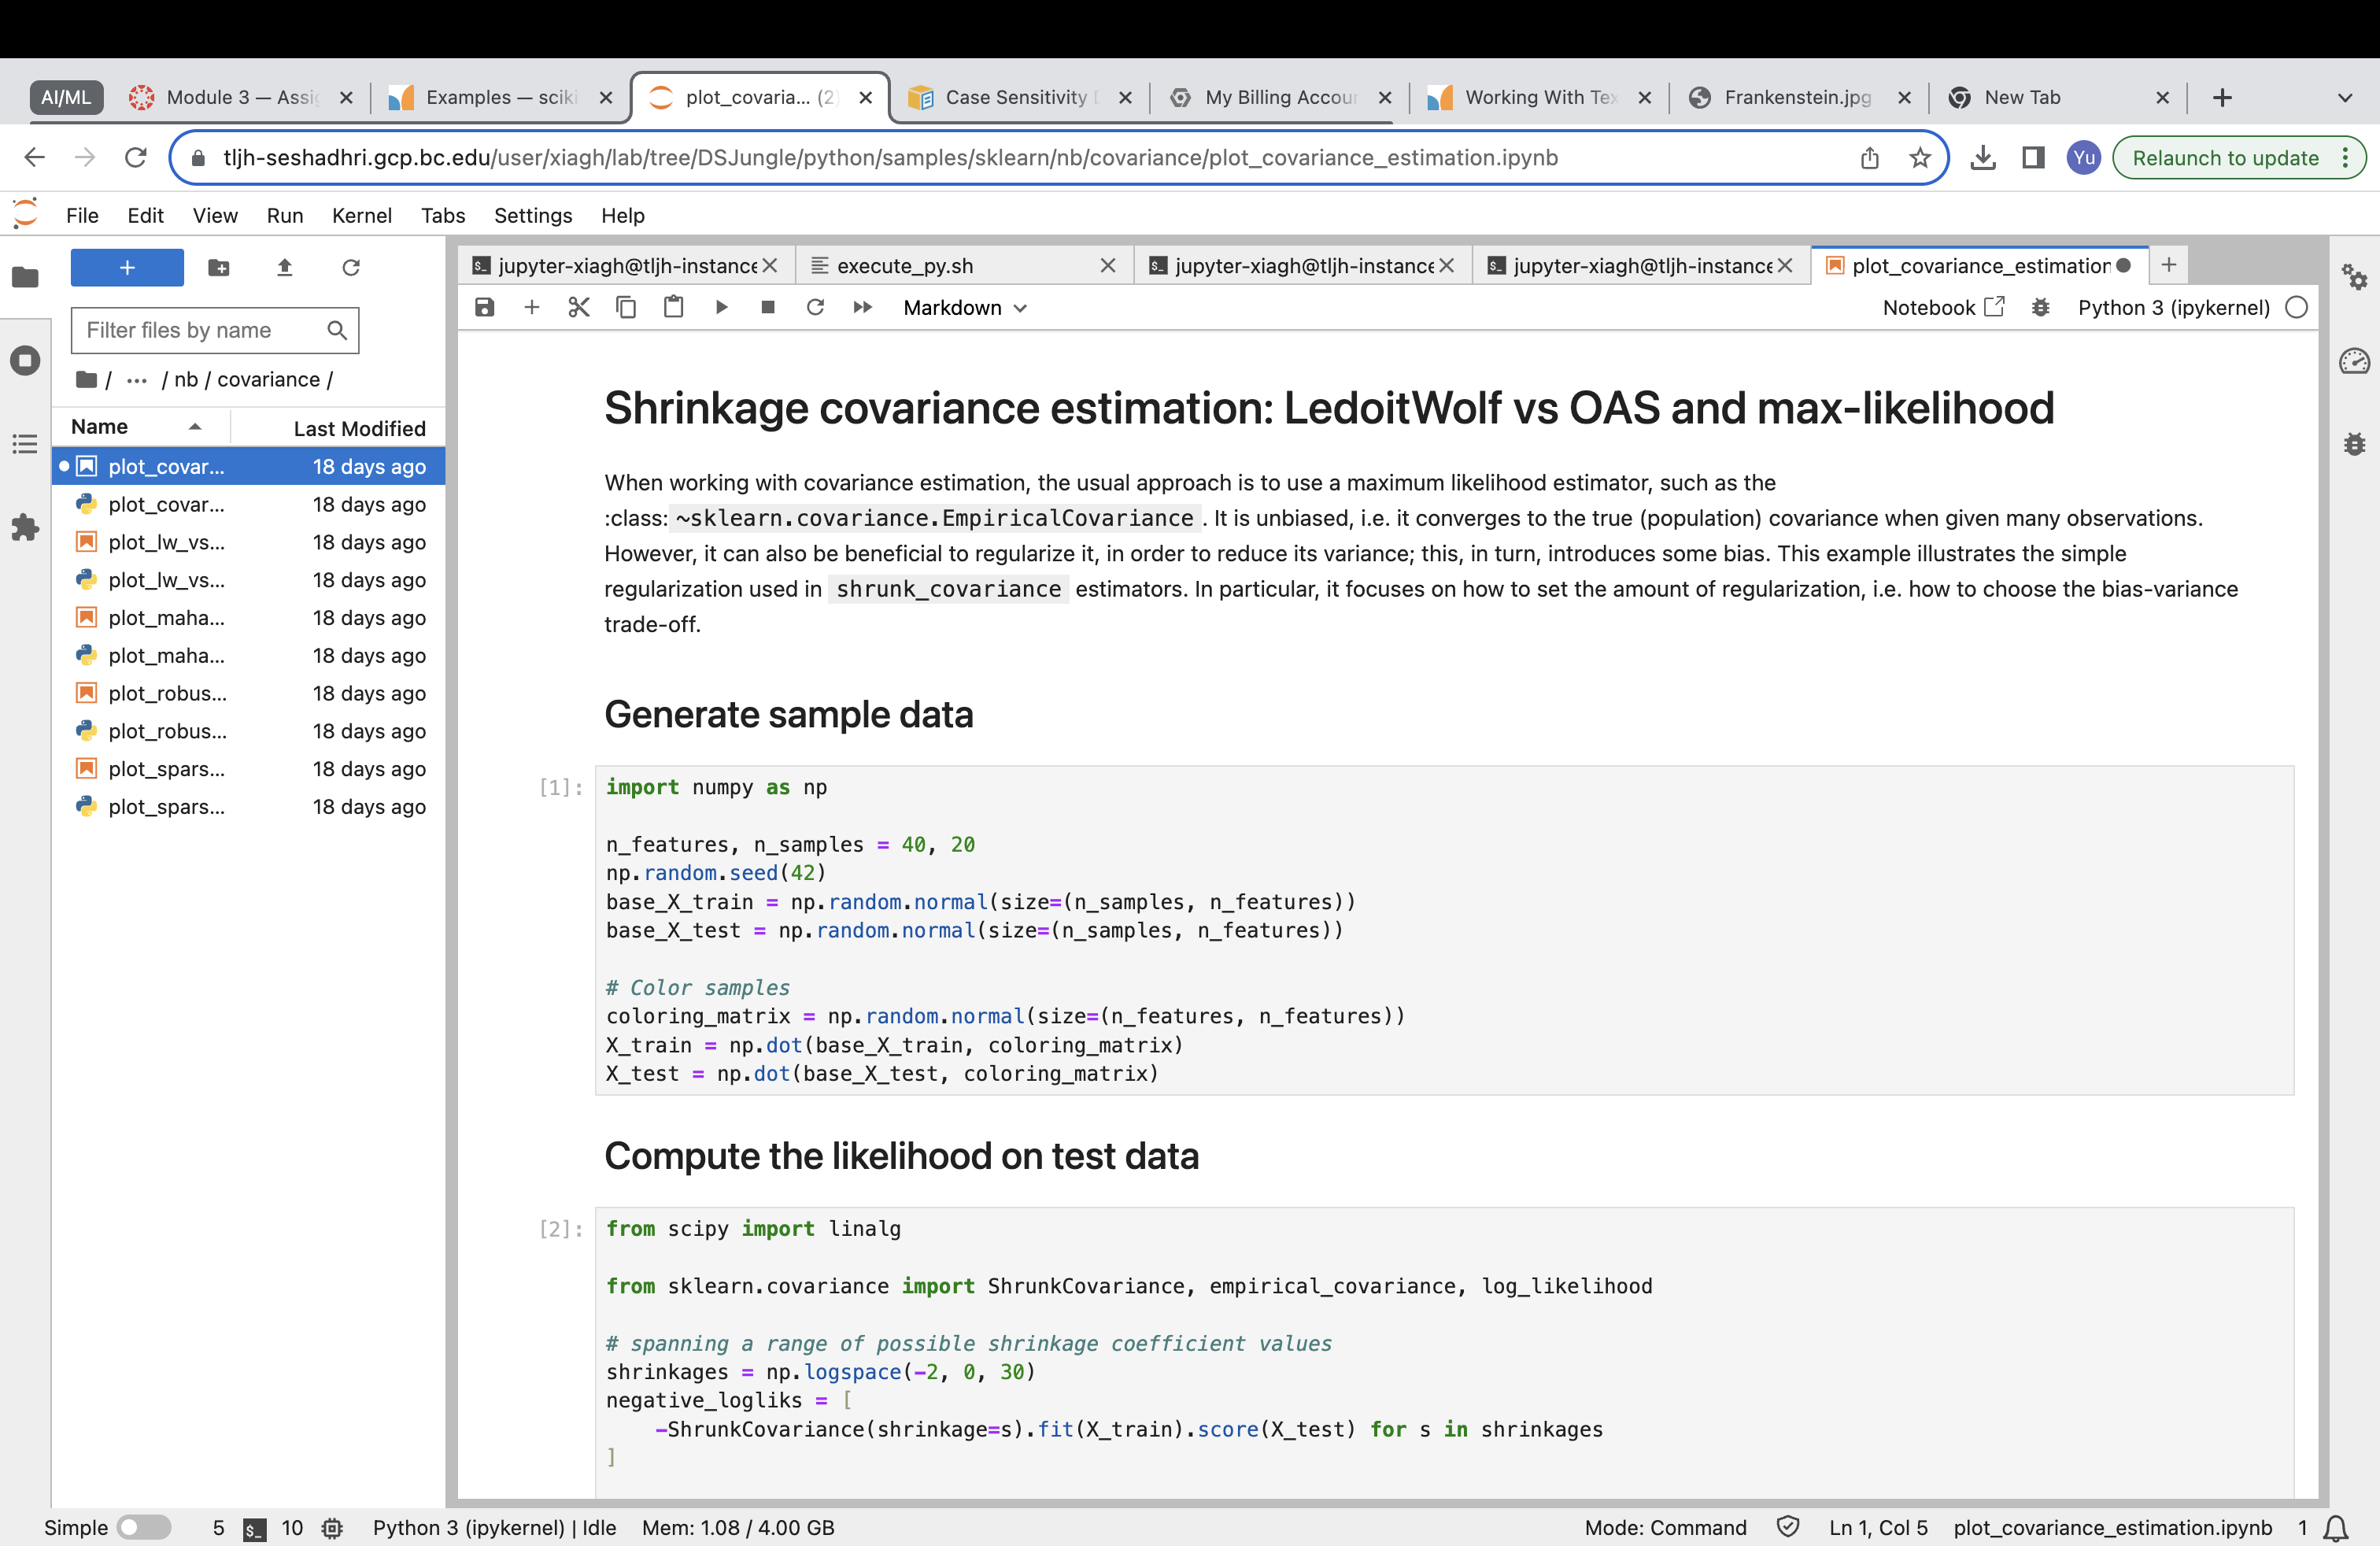 AI/ML
Module 3 — Assig
Examples — sciki
plot_covaria... (2)
Case Sensitivity D
My Billing Accour
Working With Tex
Frankenstein.jpg
New Tab
tljh-seshadhri.gcp.bc.edu/user/xiagh/lab/tree/DSJungle/python/samples/sklearn/nb/covariance/plot_covariance_estimation.ipynb
Yu
Relaunch to update
File Edit View Run Kernel Tabs Settings Help
jupyter-xiagh@tljh-instance
execute_py.sh
jupyter-xiagh@tljh-instance
jupyter-xiagh@tljh-instance
plot_covariance_estimation
Markdown
Notebook
Python 3 (ipykernel)
Filter files by name
/ ... / nb / covariance /
Name Last Modified
plot_covar... 18 days ago
plot_covar... 18 days ago
plot_lw_vs... 18 days ago
plot_lw_vs... 18 days ago
plot_maha... 18 days ago
plot_maha... 18 days ago
plot_robus... 18 days ago
plot_robus... 18 days ago
plot_spars... 18 days ago
plot_spars... 18 days ago
Shrinkage covariance estimation: LedoitWolf vs OAS and max-likelihood
When working with covariance estimation, the usual approach is to use a maximum likelihood estimator, such as the
:class: ~sklearn.covariance.EmpiricalCovariance . It is unbiased, i.e. it converges to the true (population) covariance when given many observations.
However, it can also be beneficial to regularize it, in order to reduce its variance; this, in turn, introduces some bias. This example illustrates the simple
regularization used in shrunk_covariance estimators. In particular, it focuses on how to set the amount of regularization, i.e. how to choose the bias-variance
trade-off.
Generate sample data
[1]: import numpy as np
n_features, n_samples = 40, 20
np.random.seed(42)
base_X_train = np.random.normal(size=(n_samples, n_features))
base_X_test = np.random.normal(size=(n_samples, n_features))
# Color samples
coloring_matrix = np.random.normal(size=(n_features, n_features))
X_train = np.dot(base_X_train, coloring_matrix)
X_test = np.dot(base_X_test, coloring_matrix)
Compute the likelihood on test data
[2]: from scipy import linalg
from sklearn.covariance import ShrunkCovariance, empirical_covariance, log_likelihood
# spanning a range of possible shrinkage coefficient values
shrinkages = np.logspace(-2, 0, 30)
negative_logliks = [
-ShrunkCovariance(shrinkage=s).fit(X_train).score(X_test) for s in shrinkages
]
Simple 5 $_ 10 Python 3 (ipykernel) | Idle Mem: 1.08 / 4.00 GB Mode: Command Ln 1, Col 5 plot_covariance_estimation.ipynb 1